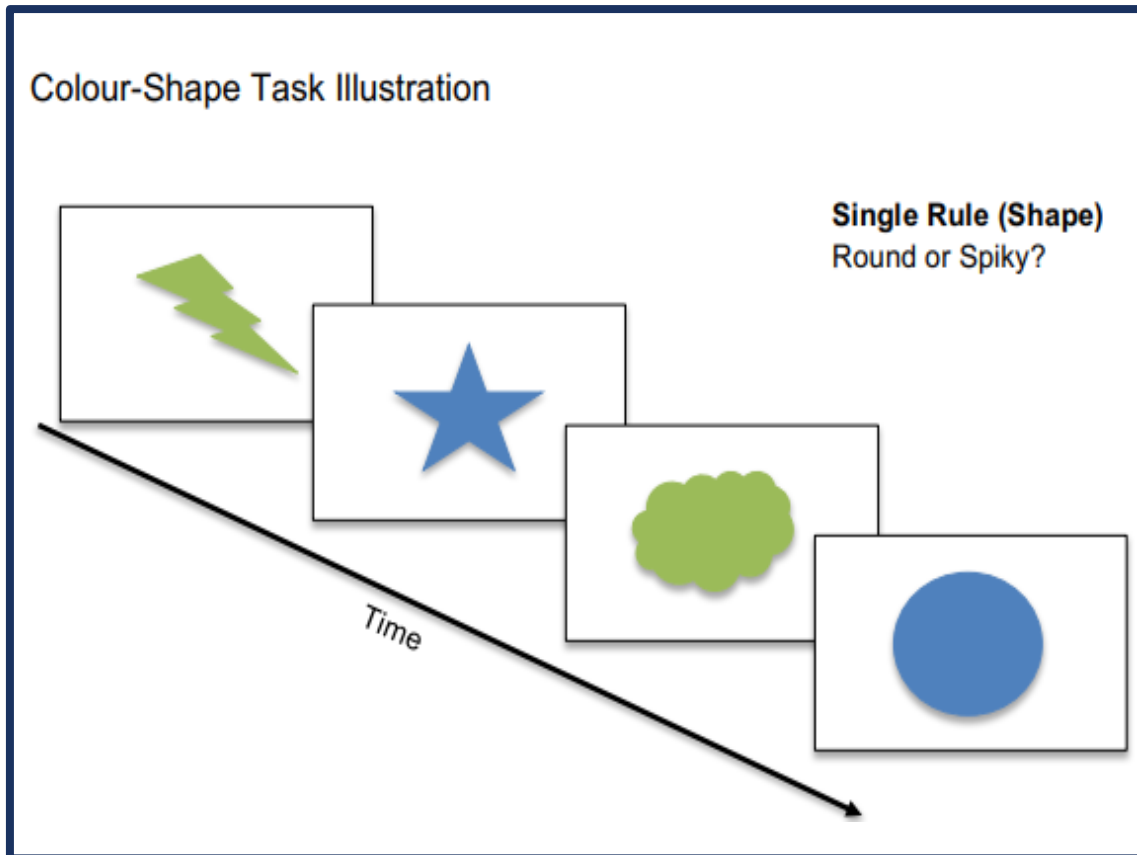 Colour-Shape Task Illustration
Single Rule (Shape)
Round or Spiky?
Time